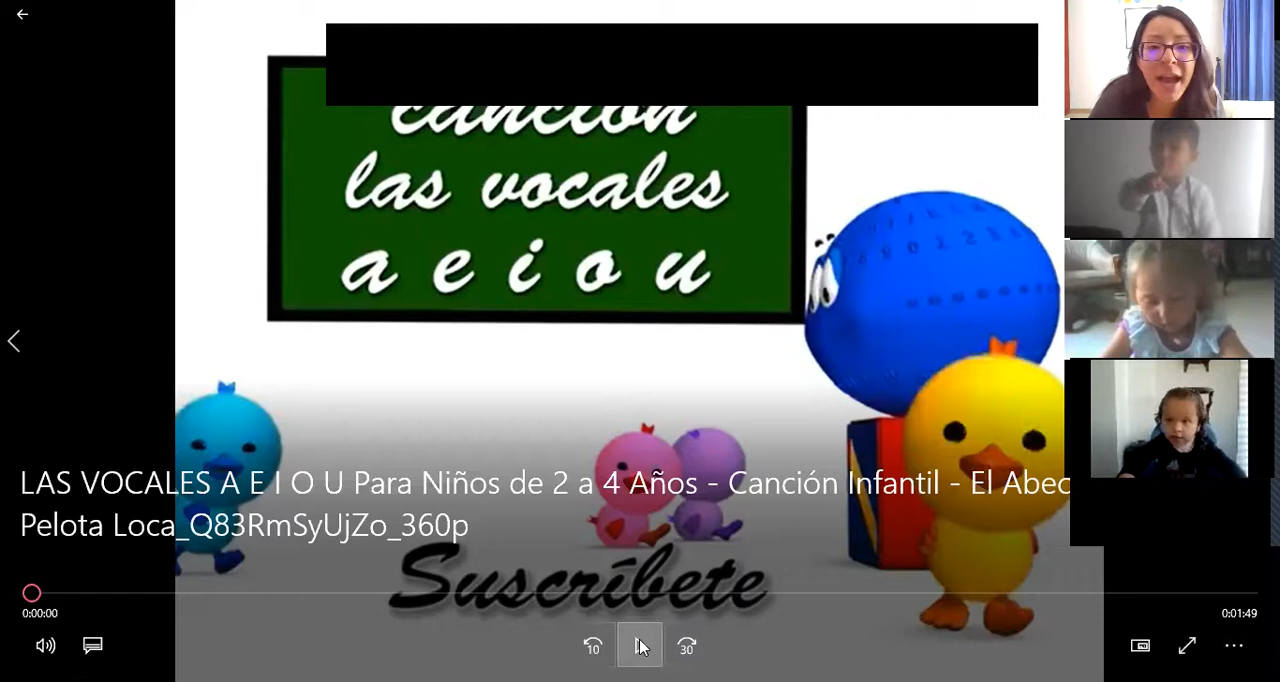 canción
las vocales
a e i o u
LAS VOCALES A E I O U Para Niños de 2 a 4 Años - Canción Infantil - El Abec
Pelota Loca_Q83RmSyUjZo_360p
Suscríbete
0:00:00
0:01:49
10
30